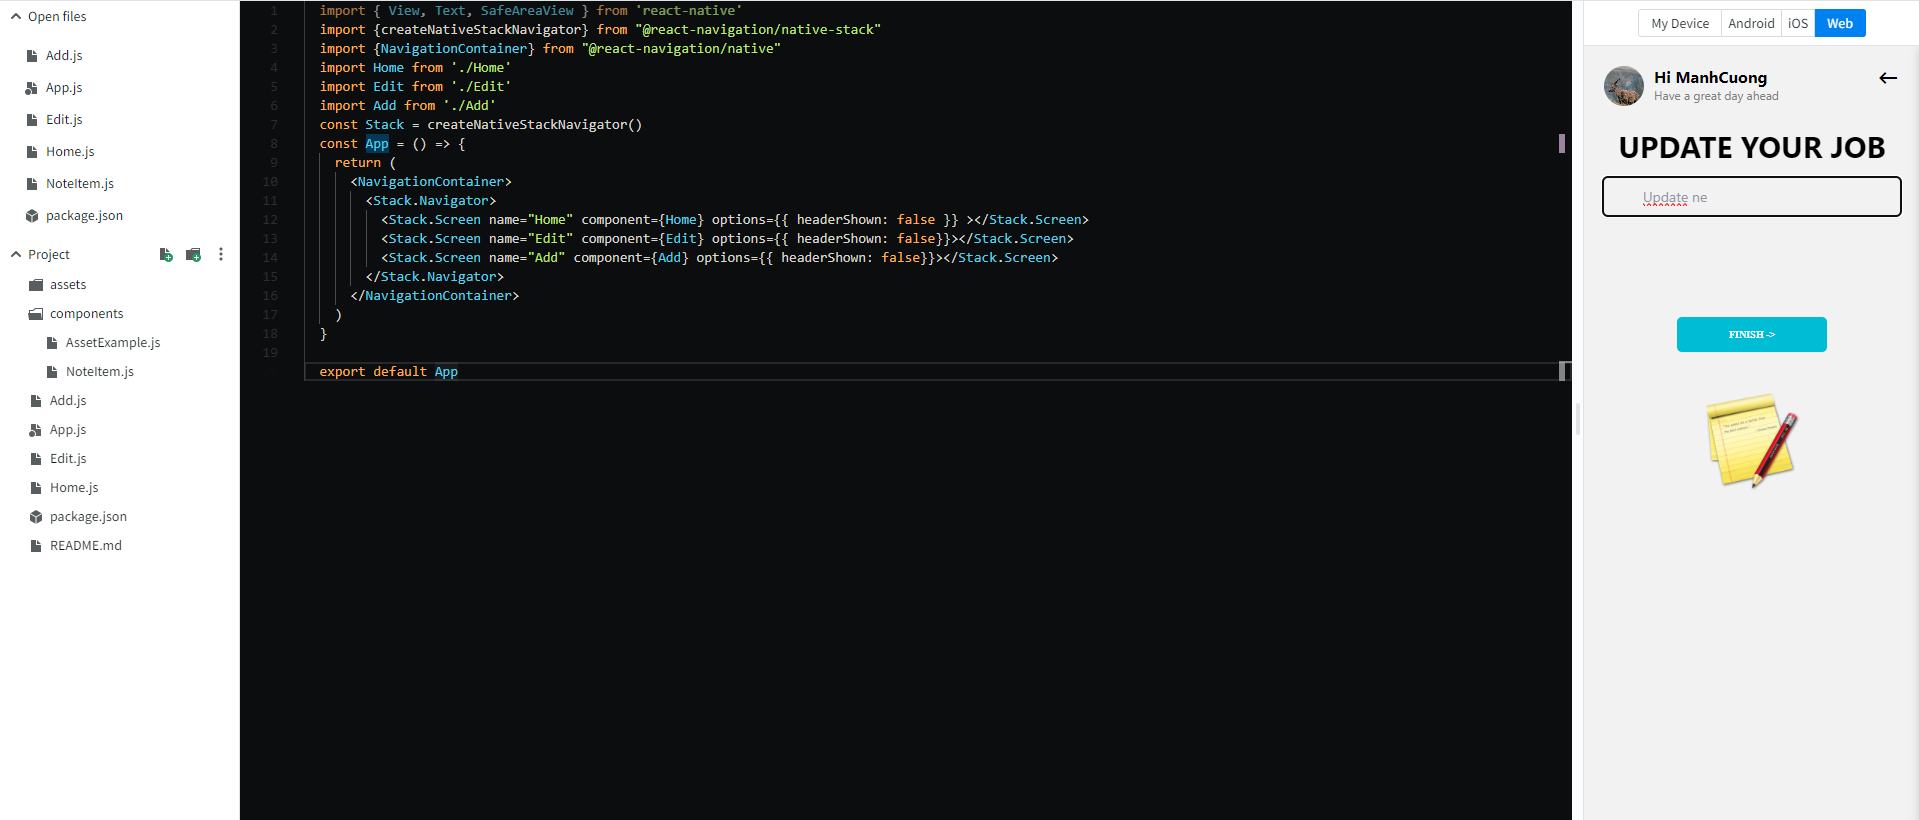 Open files
Add.js
App.js
Edit.js
Home.js
NoteItem.js
package.json
Project
assets
components
AssetExample.js
NoteItem.js
Add.js
App.js
Edit.js
Home.js
package.json
README.md
1 import { View, Text, SafeAreaView } from 'react-native'
2 import {createNativeStackNavigator} from "@react-navigation/native-stack"
3 import {NavigationContainer} from "@react-navigation/native"
4 import Home from './Home'
5 import Edit from './Edit'
6 import Add from './Add'
7 const Stack = createNativeStackNavigator()
8 const App = () => {
9 return (
10 <NavigationContainer>
11 <Stack.Navigator>
12 <Stack.Screen name="Home" component={Home} options={{ headerShown: false }} ></Stack.Screen>
13 <Stack.Screen name="Edit" component={Edit} options={{ headerShown: false}}></Stack.Screen>
14 <Stack.Screen name="Add" component={Add} options={{ headerShown: false}}></Stack.Screen>
15 </Stack.Navigator>
16 </NavigationContainer>
17 )
18 }
19
export default App
My Device Android iOS Web
Hi ManhCuong
Have a great day ahead
UPDATE YOUR JOB
Update ne
FINISH ->